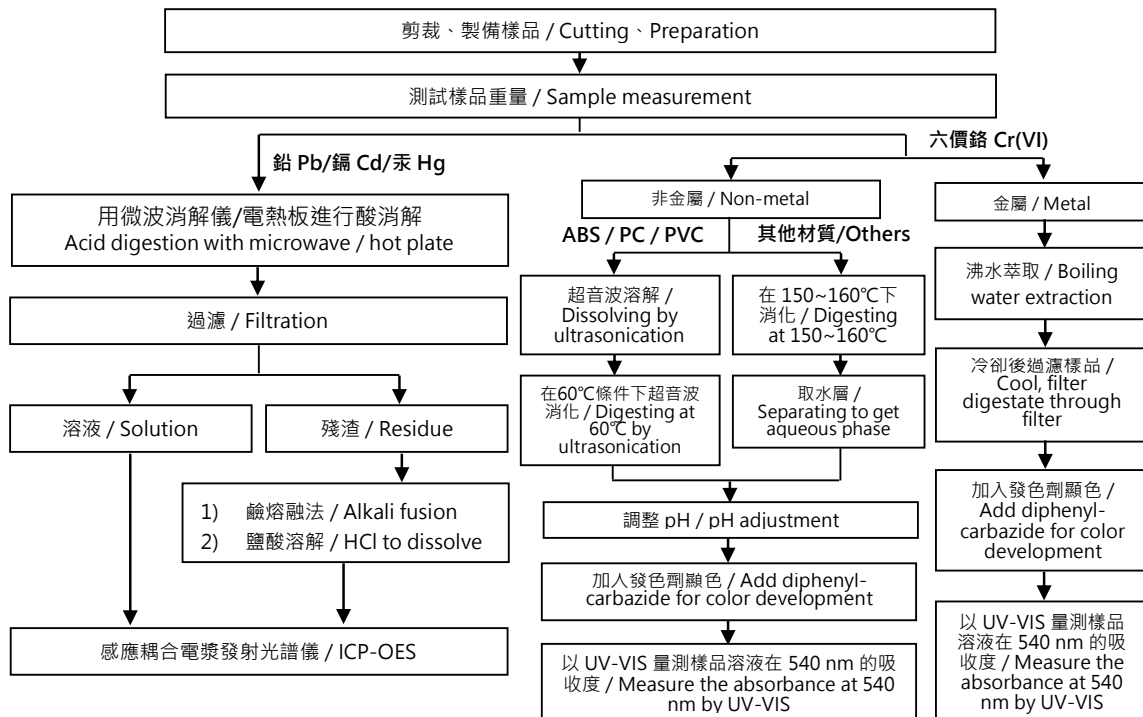 剪裁、製備樣品 / Cutting、Preparation
測試樣品重量 / Sample measurement
鉛 Pb/鎘 Cd/汞 Hg
六價鉻 Cr(VI)
用微波消解儀/電熱板進行酸消解
Acid digestion with microwave / hot plate
過濾 / Filtration
溶液 / Solution
殘渣 / Residue
1) 鹼熔融法 / Alkali fusion
2) 鹽酸溶解 / HCl to dissolve
感應耦合電漿發射光譜儀 / ICP-OES
非金屬 / Non-metal
ABS / PC / PVC
其他材質/Others
超音波溶解 /
Dissolving by
ultrasonication
在60℃條件下超音波
消化 / Digesting at
60℃ by
ultrasonication
在 150~160℃下
消化 / Digesting
at 150~160℃
取水層 /
Separating to get
aqueous phase
調整 pH / pH adjustment
加入發色劑顯色 / Add diphenyl-
carbazide for color development
以 UV-VIS 量測樣品溶液在 540 nm 的吸
收度 / Measure the absorbance at 540
nm by UV-VIS
金屬 / Metal
沸水萃取 / Boiling
water extraction
冷卻後過濾樣品 /
Cool, filter
digestate through
filter
加入發色劑顯色 /
Add diphenyl-
carbazide for color
development
以 UV-VIS 量測樣品
溶液在 540 nm 的吸
收度 / Measure the
absorbance at 540
nm by UV-VIS